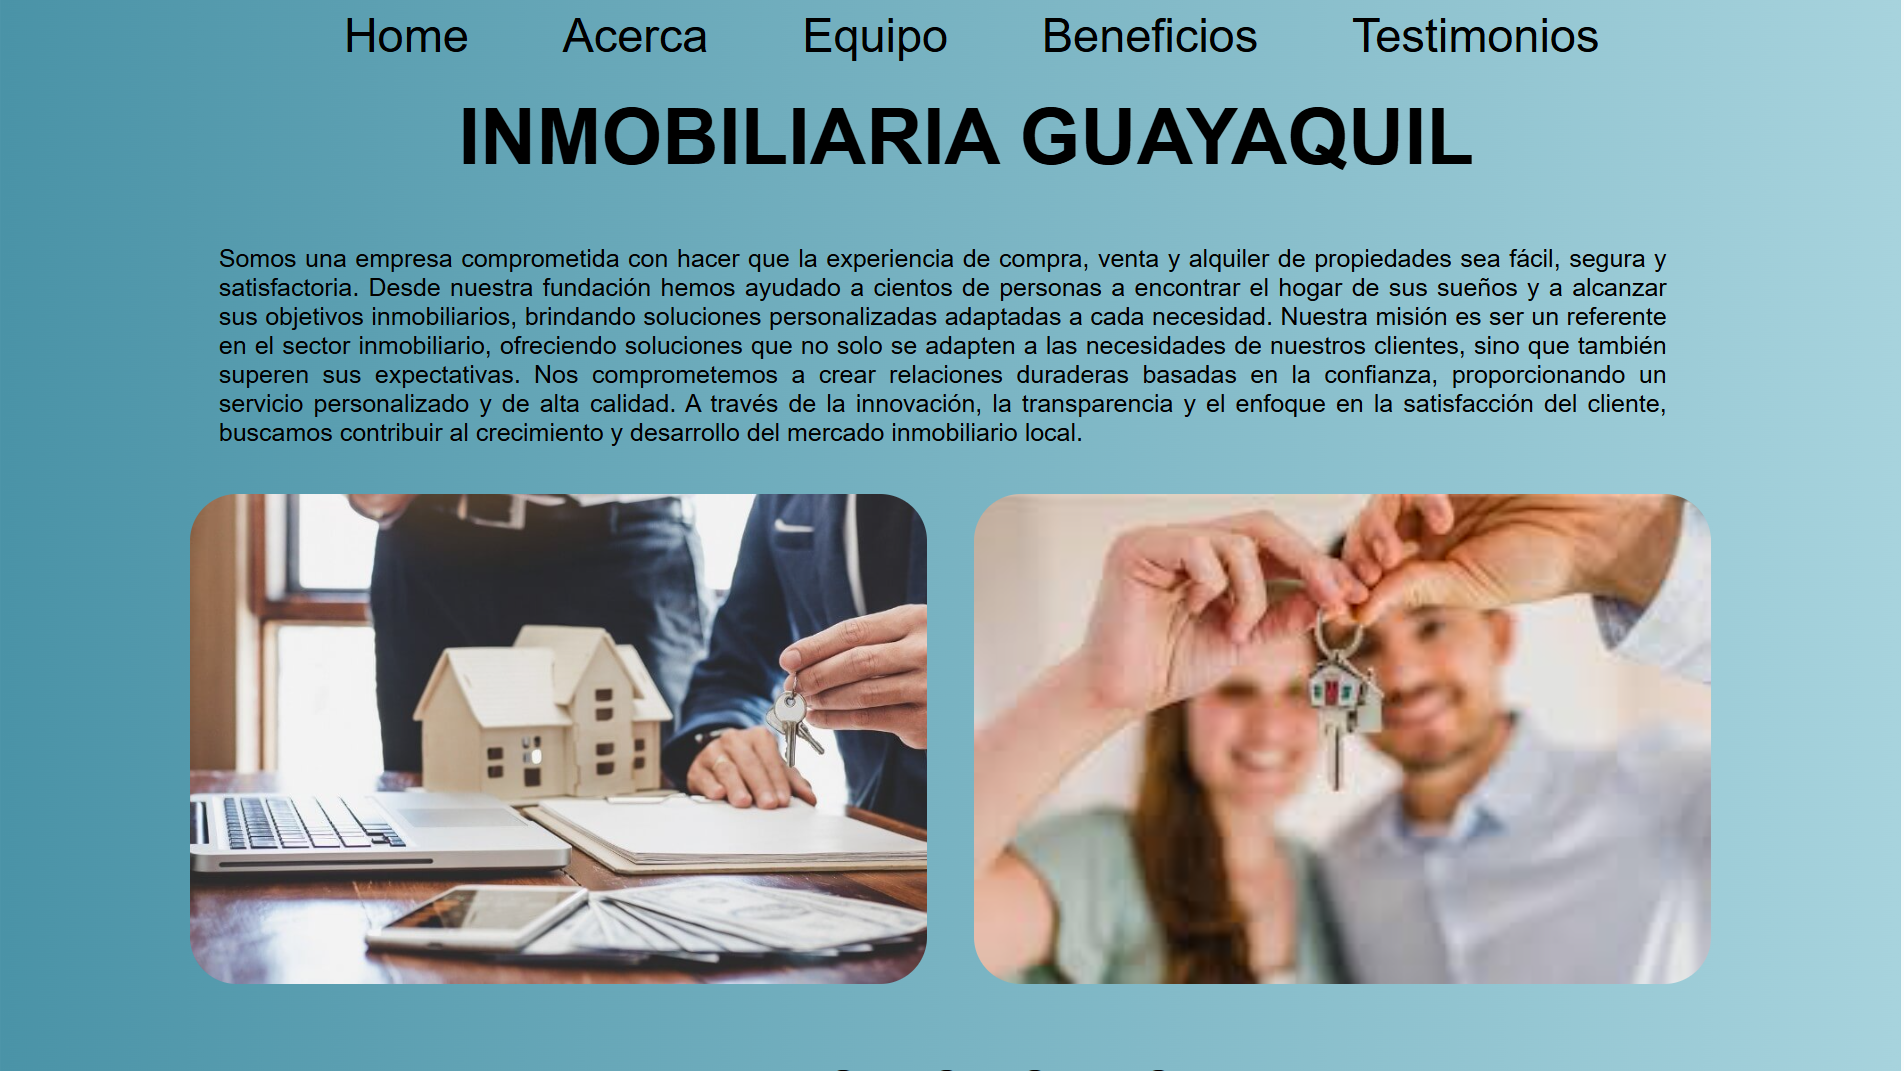 Home Acerca Equipo Beneficios Testimonios
INMOBILIARIA GUAYAQUIL
Somos una empresa comprometida con hacer que la experiencia de compra, venta y alquiler de propiedades sea fácil, segura y
satisfactoria. Desde nuestra fundación hemos ayudado a cientos de personas a encontrar el hogar de sus sueños y a alcanzar
sus objetivos inmobiliarios, brindando soluciones personalizadas adaptadas a cada necesidad. Nuestra misión es ser un referente
en el sector inmobiliario, ofreciendo soluciones que no solo se adapten a las necesidades de nuestros clientes, sino que también
superen sus expectativas. Nos comprometemos a crear relaciones duraderas basadas en la confianza, proporcionando un
servicio personalizado y de alta calidad. A través de la innovación, la transparencia y el enfoque en la satisfacción del cliente,
buscamos contribuir al crecimiento y desarrollo del mercado inmobiliario local.